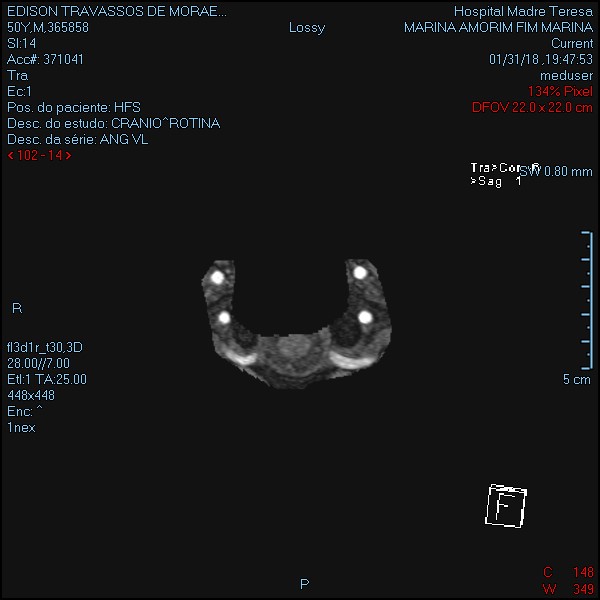 EDISON TRAVASSOS DE MORAE...
50Y,M,365858
Sl:14
Acc#: 371041
Tra
Ec:1
Pos. do paciente: HFS
Desc. do estudo: CRANIO^ROTINA
Desc. da série: ANG VL
< 102 - 14 >
Lossy
Hospital Madre Teresa
MARINA AMORIM FIM MARINA
Current
01/31/18 ,19:47:53
meduser
134% Pixel
DFOV 22.0 x 22.0 cm
Tra>Cor
SW 0.80 mm
>Sag 1
R
5 cm
fl3d1r_t30,3D
28.00//7.00
Etl:1 TA:25.00
448x448
Enc: ^
1nex
F
P
C 148
W 349